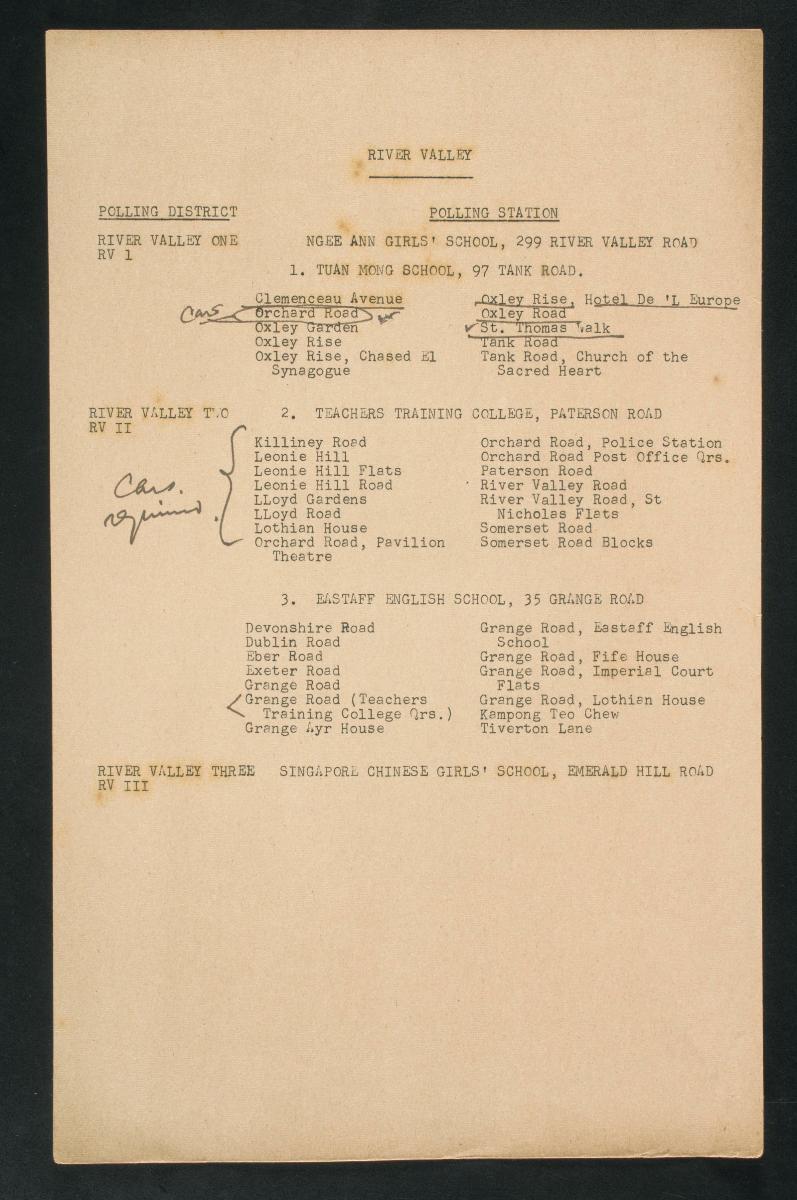 RIVER VALLEY
POLLING DISTRICT POLLING STATION
RIVER VALLEY ONE NGEE ANN GIRLS' SCHOOL, 299 RIVER VALLEY ROAD
RV 1
1. TUAN MONG SCHOOL, 97 TANK ROAD.
Clemenceau Avenue Oxley Rise, Hotel De 'L Europe
Cars Orchard Road Oxley Road
Oxley Garden St. Thomas Walk
Oxley Rise Tank Road
Oxley Rise, Chased El Tank Road, Church of the
Synagogue Sacred Heart
RIVER VALLEY TWO 2. TEACHERS TRAINING COLLEGE, PATERSON ROAD
RV II
Killiney Road Orchard Road, Police Station
Leonie Hill Orchard Road Post Office Qrs.
Leonie Hill Flats Paterson Road
Leonie Hill Road River Valley Road
Cars. LLoyd Gardens River Valley Road, St
required. LLoyd Road Nicholas Flats
Lothian House Somerset Road
Orchard Road, Pavilion Somerset Road Blocks
Theatre
3. EASTAFF ENGLISH SCHOOL, 35 GRANGE ROAD
Devonshire Road Grange Road, Eastaff English
Dublin Road School
Eber Road Grange Road, Fife House
Exeter Road Grange Road, Imperial Court
Grange Road Flats
Grange Road (Teachers Grange Road, Lothian House
Training College Qrs.) Kampong Teo Chew
Grange Ayr House Tiverton Lane
RIVER VALLEY THREE SINGAPORE CHINESE GIRLS' SCHOOL, EMERALD HILL ROAD
RV III